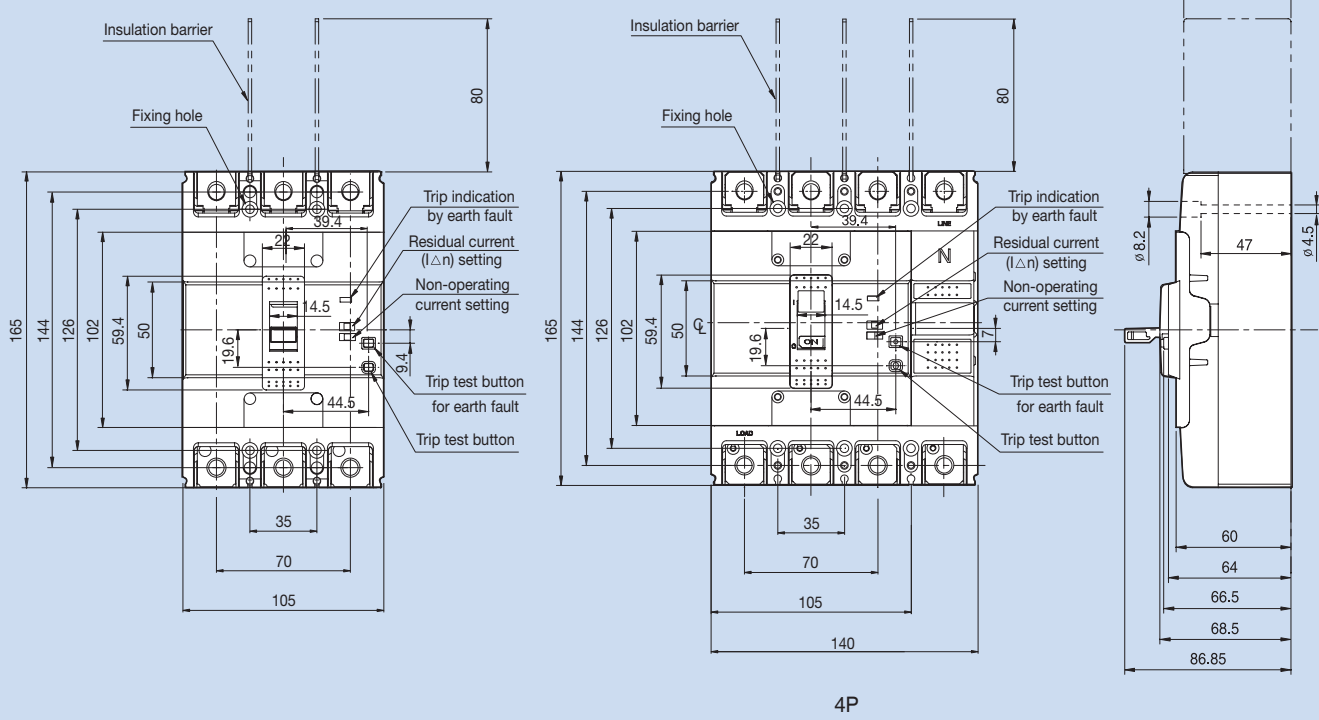 Insulation barrier
80
Fixing hole
Trip indication
by earth fault
39.4
22
Residual current
(I△n) setting
Non-operating
current setting
14.5
165
144
126
102
59.4
50
19.6
9.4
44.5
Trip test button
for earth fault
Trip test button
35
70
105
Insulation barrier
80
Fixing hole
Trip indication
by earth fault
LINE
39.4
22
N
Residual current
(I△n) setting
Non-operating
current setting
I
14.5
℄
165
144
126
102
59.4
50
19.6
O
ON
7
44.5
Trip test button
for earth fault
Trip test button
LOAD
35
70
105
140
4P
ø8.2
47
ø4.5
60
64
66.5
68.5
86.85